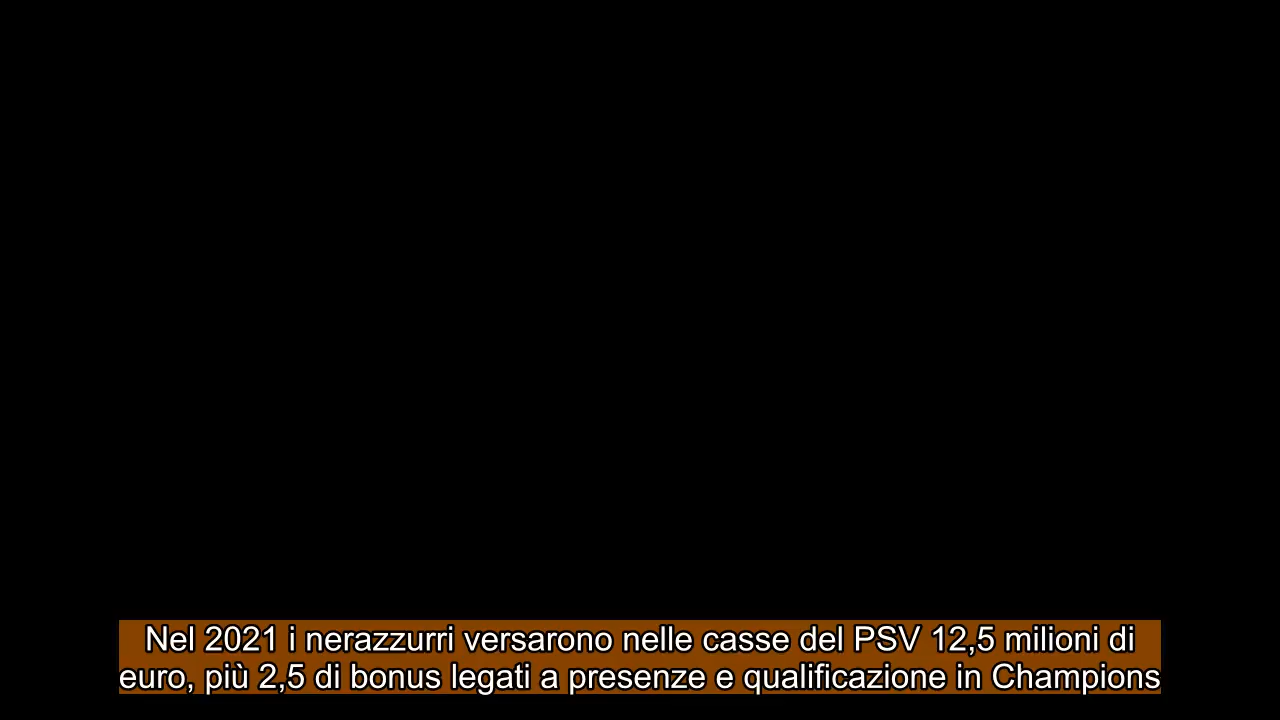 Nel 2021 i nerazzurri versarono nelle casse del PSV 12,5 milioni di
euro, più 2,5 di bonus legati a presenze e qualificazione in Champions